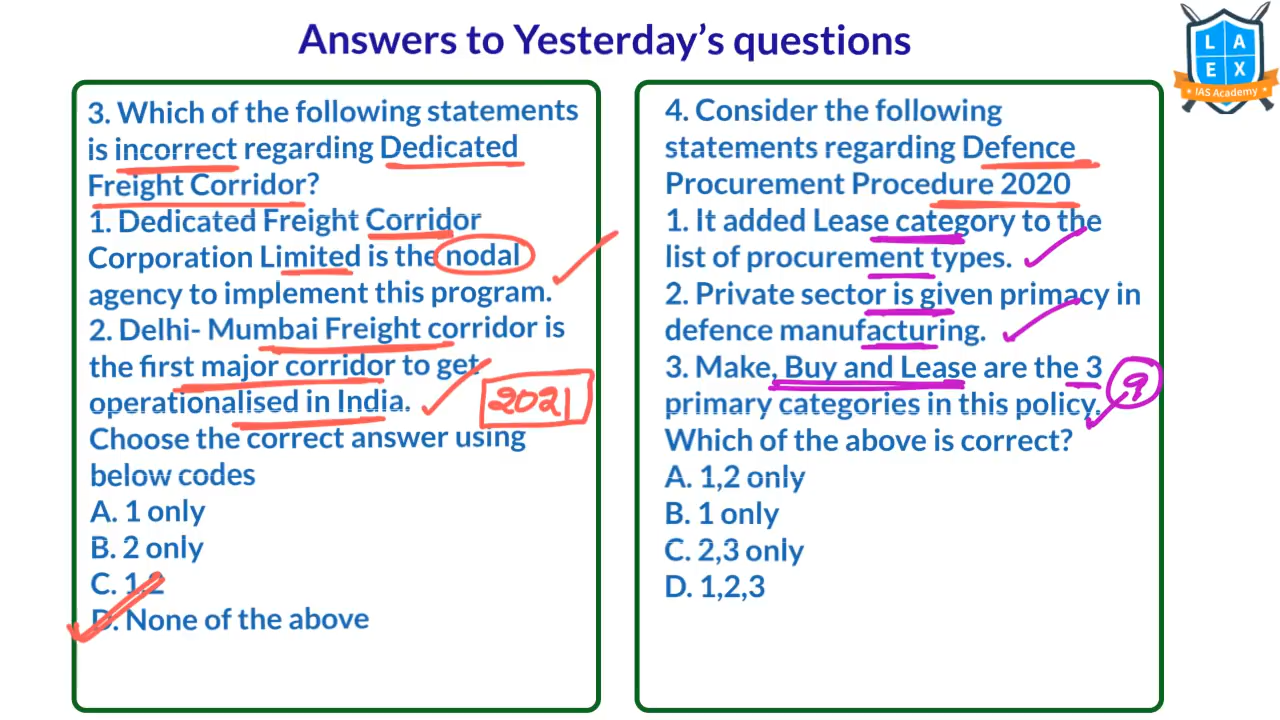 Answers to Yesterday's questions
L A
E X
IAS Academy
3. Which of the following statements
is incorrect regarding Dedicated
Freight Corridor?
1. Dedicated Freight Corridor
Corporation Limited is the nodal
agency to implement this program.
2. Delhi- Mumbai Freight corridor is
the first major corridor to get
operationalised in India.
2021
Choose the correct answer using
below codes
A. 1 only
B. 2 only
C. 1,2
D. None of the above
4. Consider the following
statements regarding Defence
Procurement Procedure 2020
1. It added Lease category to the
list of procurement types.
2. Private sector is given primacy in
defence manufacturing.
3. Make, Buy and Lease are the 3
primary categories in this policy.
Which of the above is correct?
A. 1,2 only
B. 1 only
C. 2,3 only
D. 1,2,3